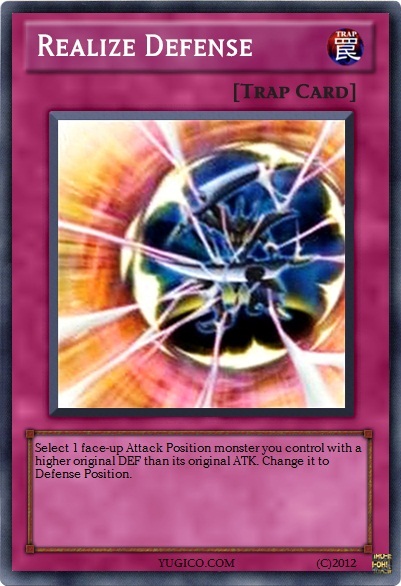 Realize Defense
TRAP
罠
[Trap Card]
Select 1 face-up Attack Position monster you control with a
higher original DEF than its original ATK. Change it to
Defense Position.
YUGICO.COM (C)2012